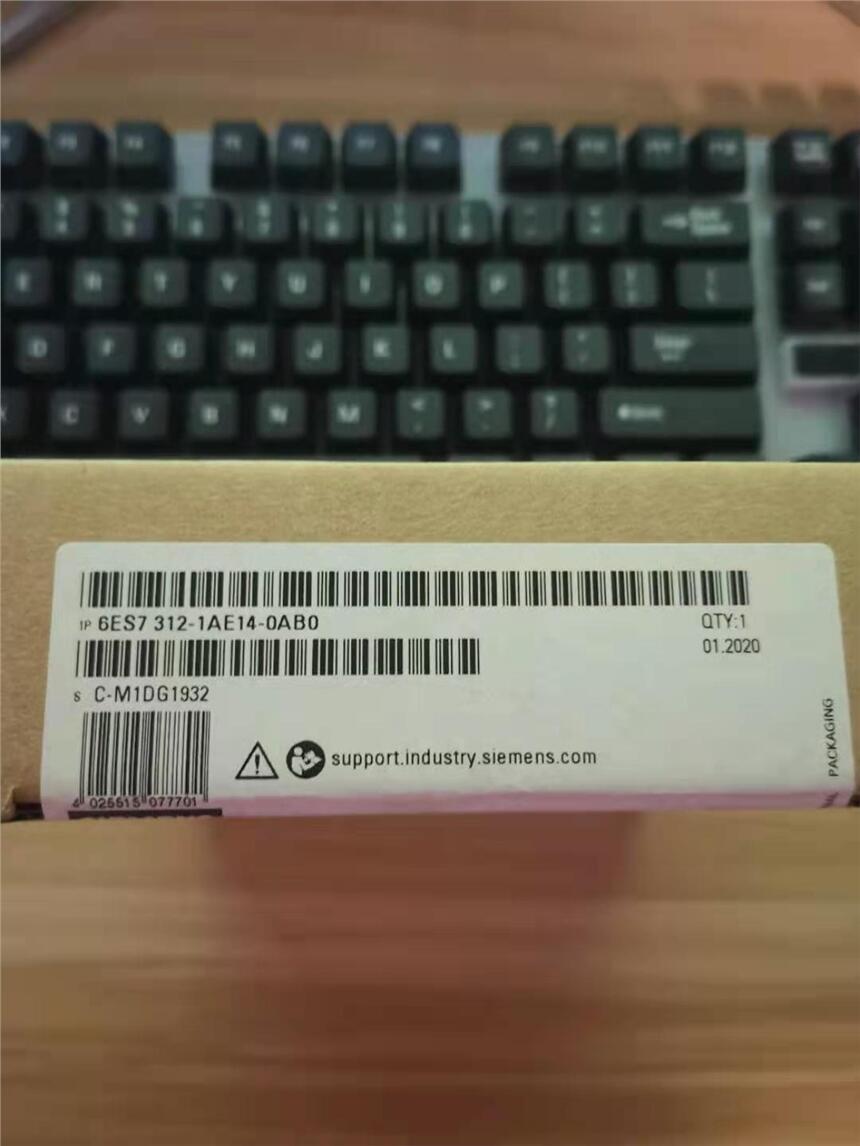 E R T Y U I O P
D F G H J K L
C V B N M
1P 6ES7 312-1AE14-0AB0
QTY:1
01.2020
S C-M1DG1932
4 025515 077701
support.industry.siemens.com
PACKAGING